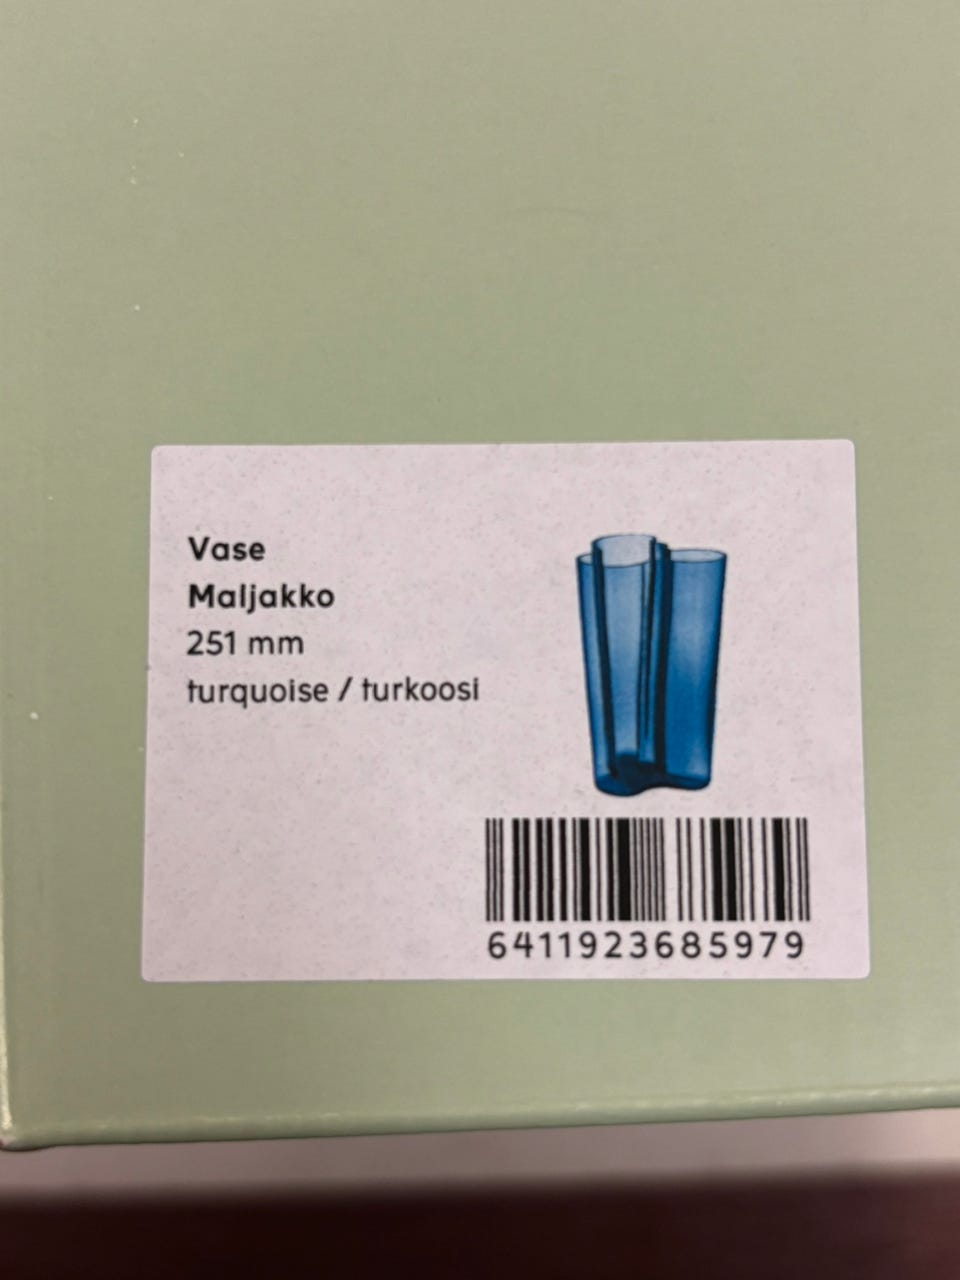 Vase
Maljakko
251 mm
turquoise / turkoosi
6411923685979